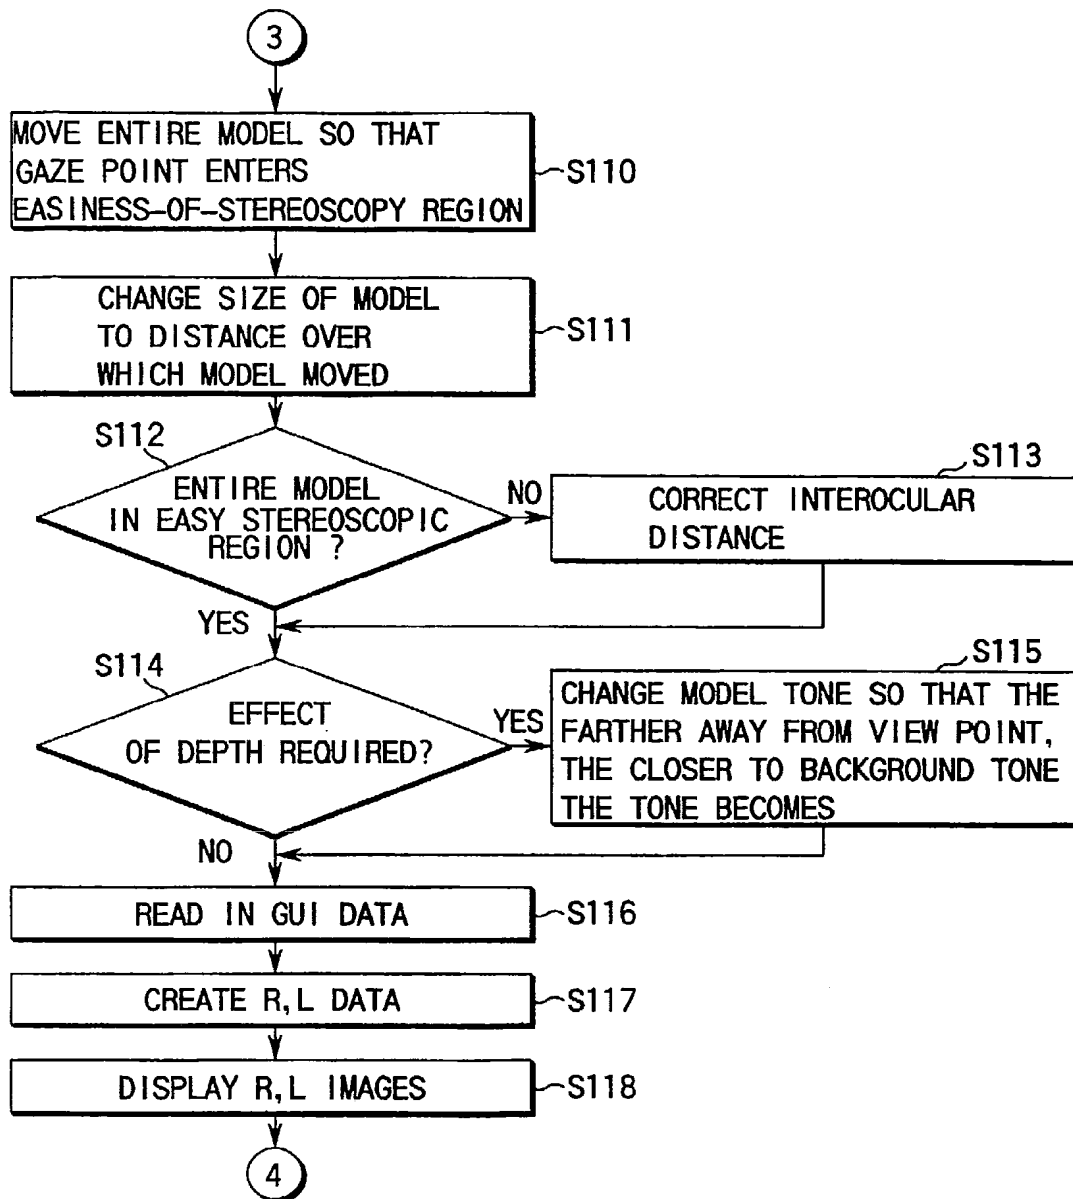 3
MOVE ENTIRE MODEL SO THAT
GAZE POINT ENTERS
EASINESS-OF-STEREOSCOPY REGION
S110
CHANGE SIZE OF MODEL
TO DISTANCE OVER
WHICH MODEL MOVED
S111
S112
ENTIRE MODEL
IN EASY STEREOSCOPIC
REGION ?
NO
S113
CORRECT INTEROCULAR
DISTANCE
YES
S114
EFFECT
OF DEPTH REQUIRED?
YES
S115
CHANGE MODEL TONE SO THAT THE
FARTHER AWAY FROM VIEW POINT,
THE CLOSER TO BACKGROUND TONE
THE TONE BECOMES
NO
READ IN GUI DATA
S116
CREATE R,L DATA
S117
DISPLAY R,L IMAGES
S118
4